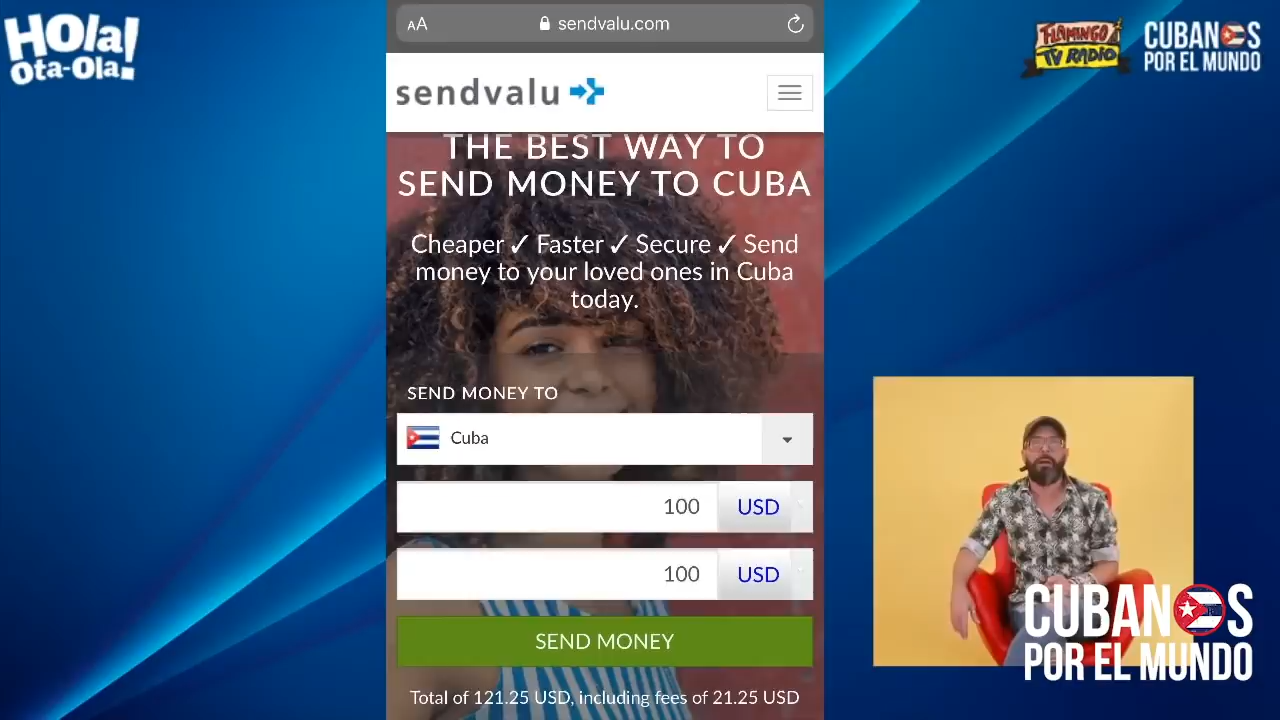 HOla!
Ota-Ola!
AA
sendvalu.com
FLAMINGO
TV RADIO
CUBANOS
POR EL MUNDO
sendvalu
THE BEST WAY TO
SEND MONEY TO CUBA
Cheaper ✓ Faster ✓ Secure ✓ Send
money to your loved ones in Cuba
today.
SEND MONEY TO
Cuba
100 USD
100 USD
SEND MONEY
Total of 121.25 USD, including fees of 21.25 USD
CUBANOS
POR EL MUNDO